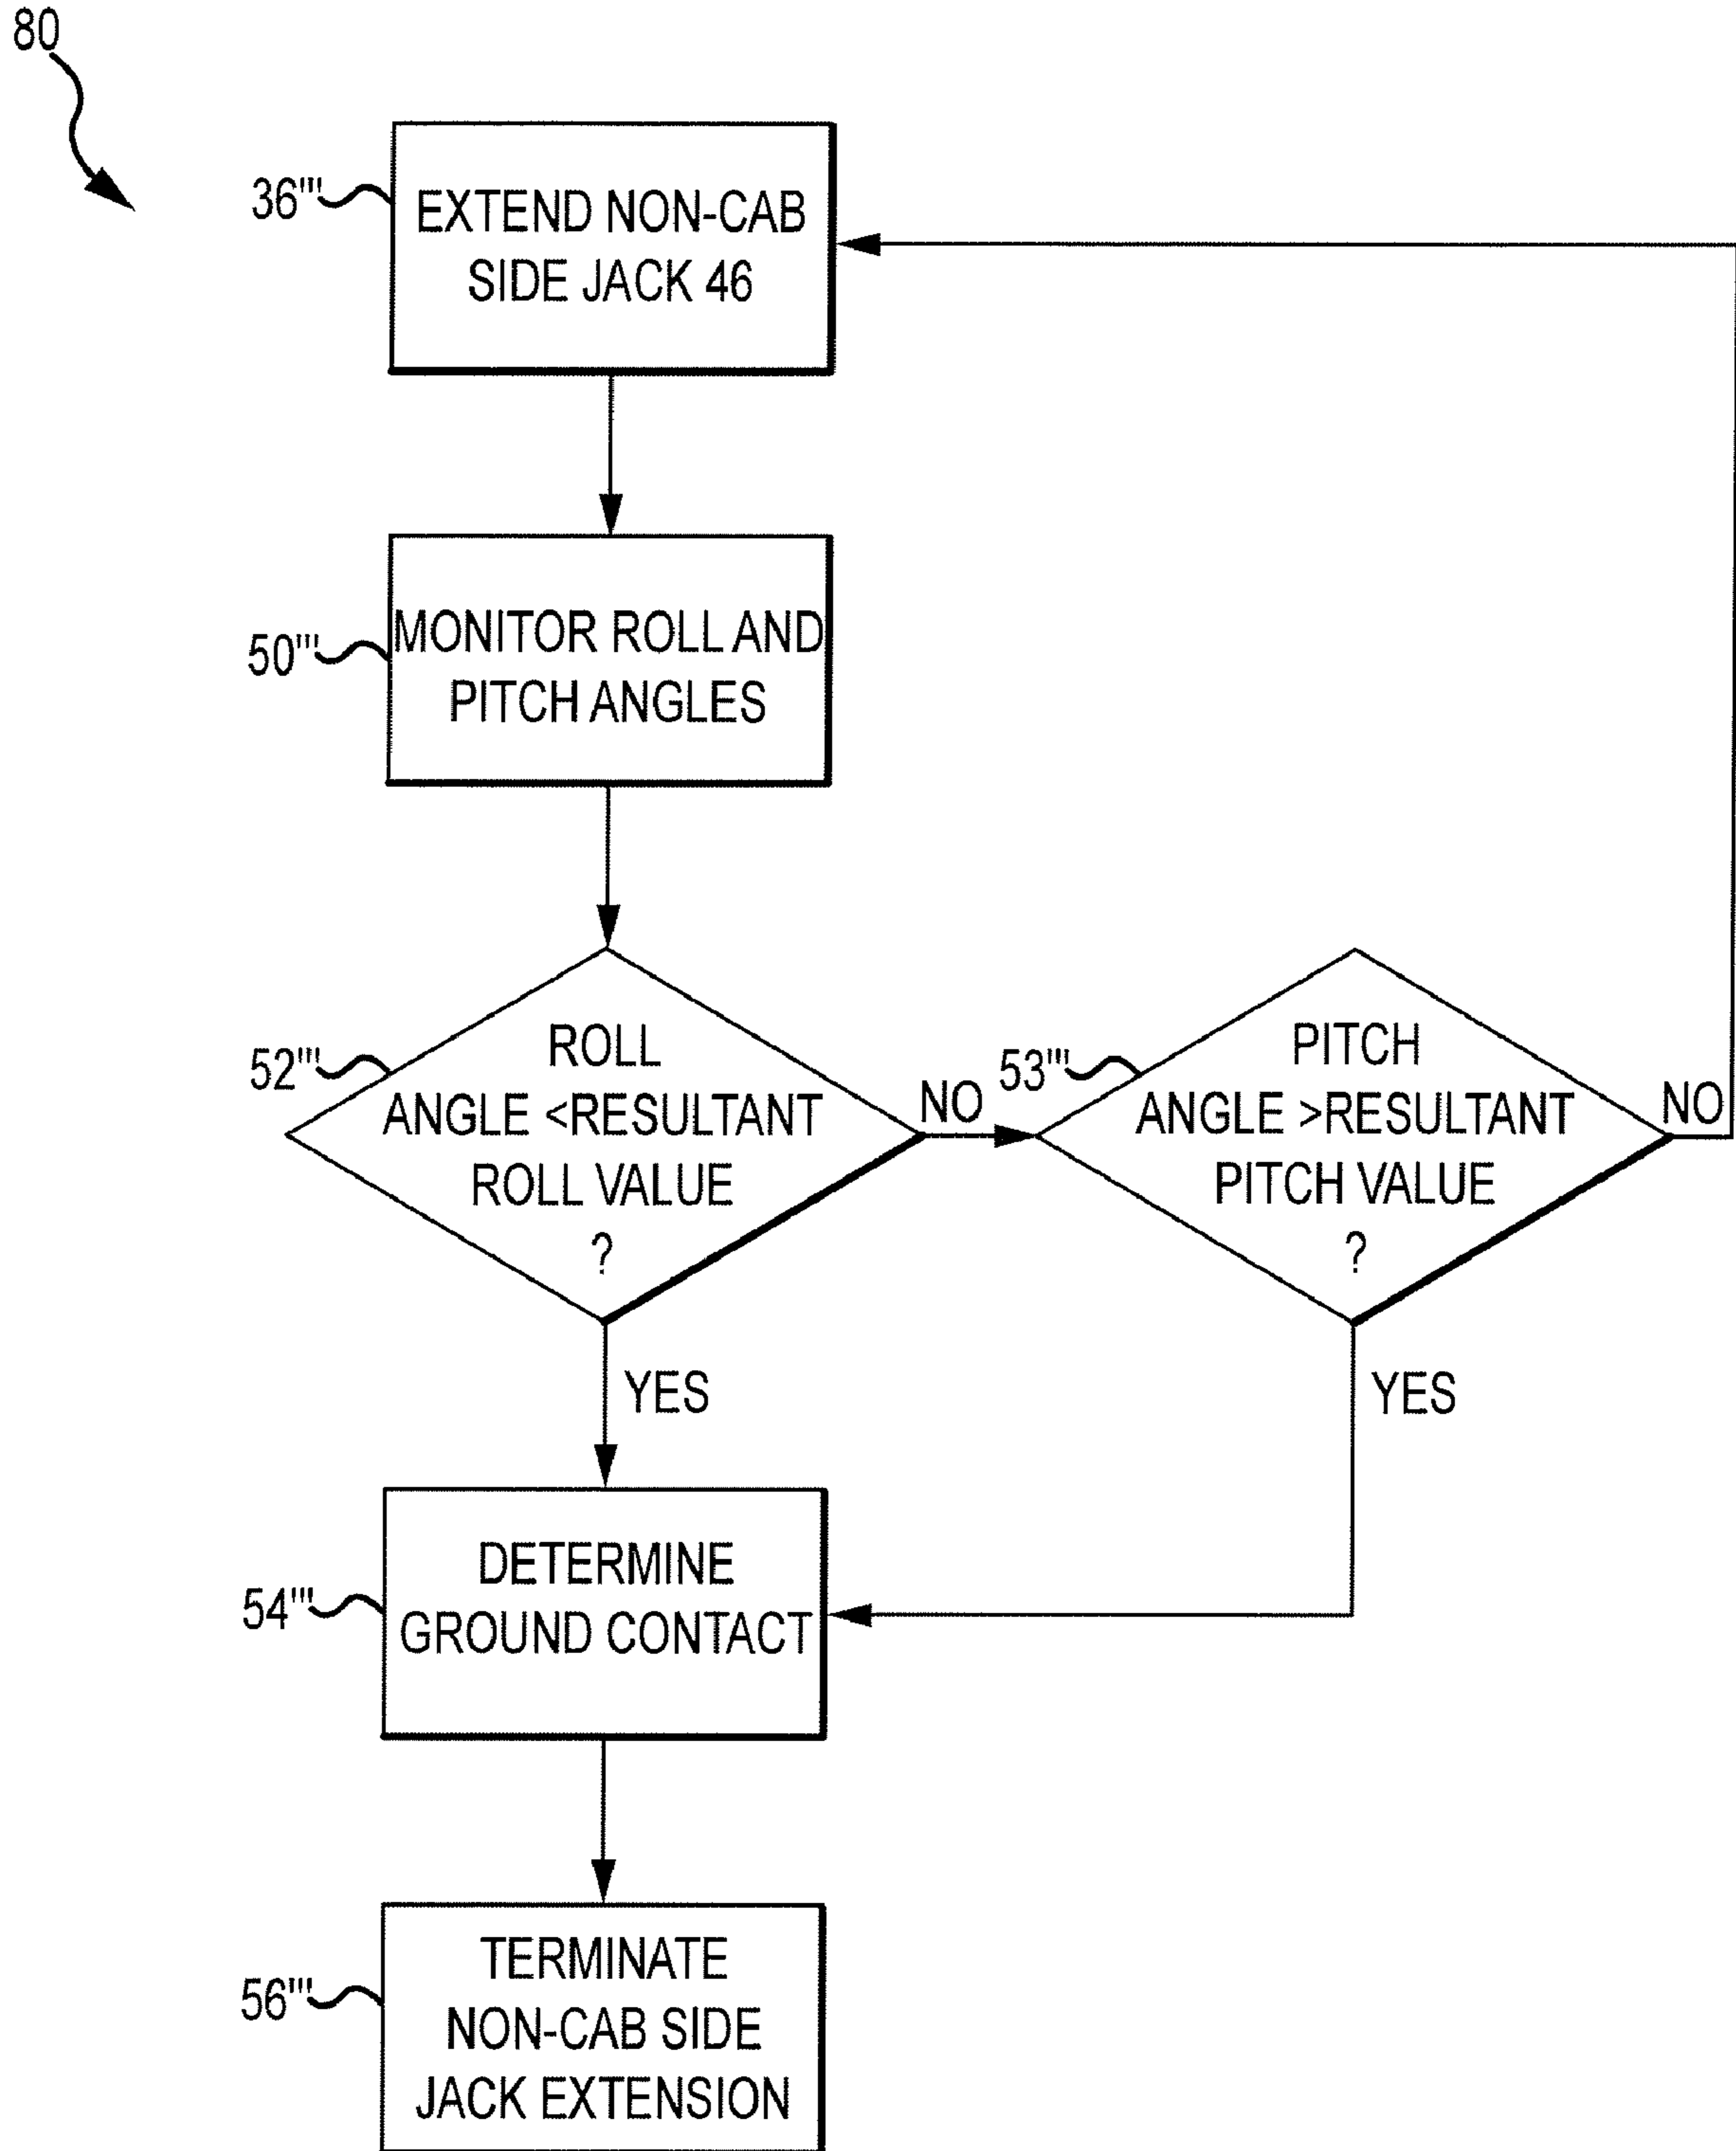 80
36'''
EXTEND NON-CAB
SIDE JACK 46
50'''
MONITOR ROLL AND
PITCH ANGLES
52'''
ROLL
ANGLE <RESULTANT
ROLL VALUE
?
NO
53'''
PITCH
ANGLE >RESULTANT
PITCH VALUE
?
NO
YES
YES
54'''
DETERMINE
GROUND CONTACT
56'''
TERMINATE
NON-CAB SIDE
JACK EXTENSION